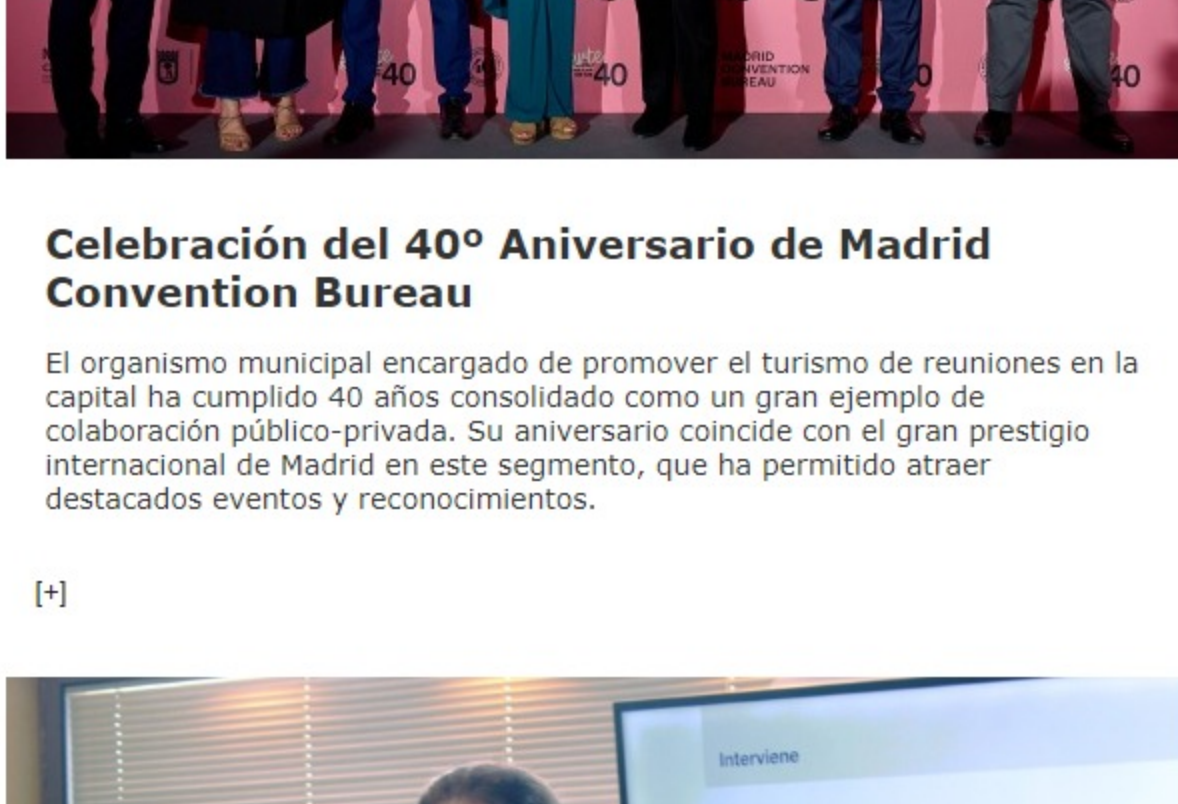 40
40
MADRID
CONVENTION
BUREAU
40
Celebración del 40º Aniversario de Madrid
Convention Bureau
El organismo municipal encargado de promover el turismo de reuniones en la
capital ha cumplido 40 años consolidado como un gran ejemplo de
colaboración público-privada. Su aniversario coincide con el gran prestigio
internacional de Madrid en este segmento, que ha permitido atraer
destacados eventos y reconocimientos.
[+]
Interviene